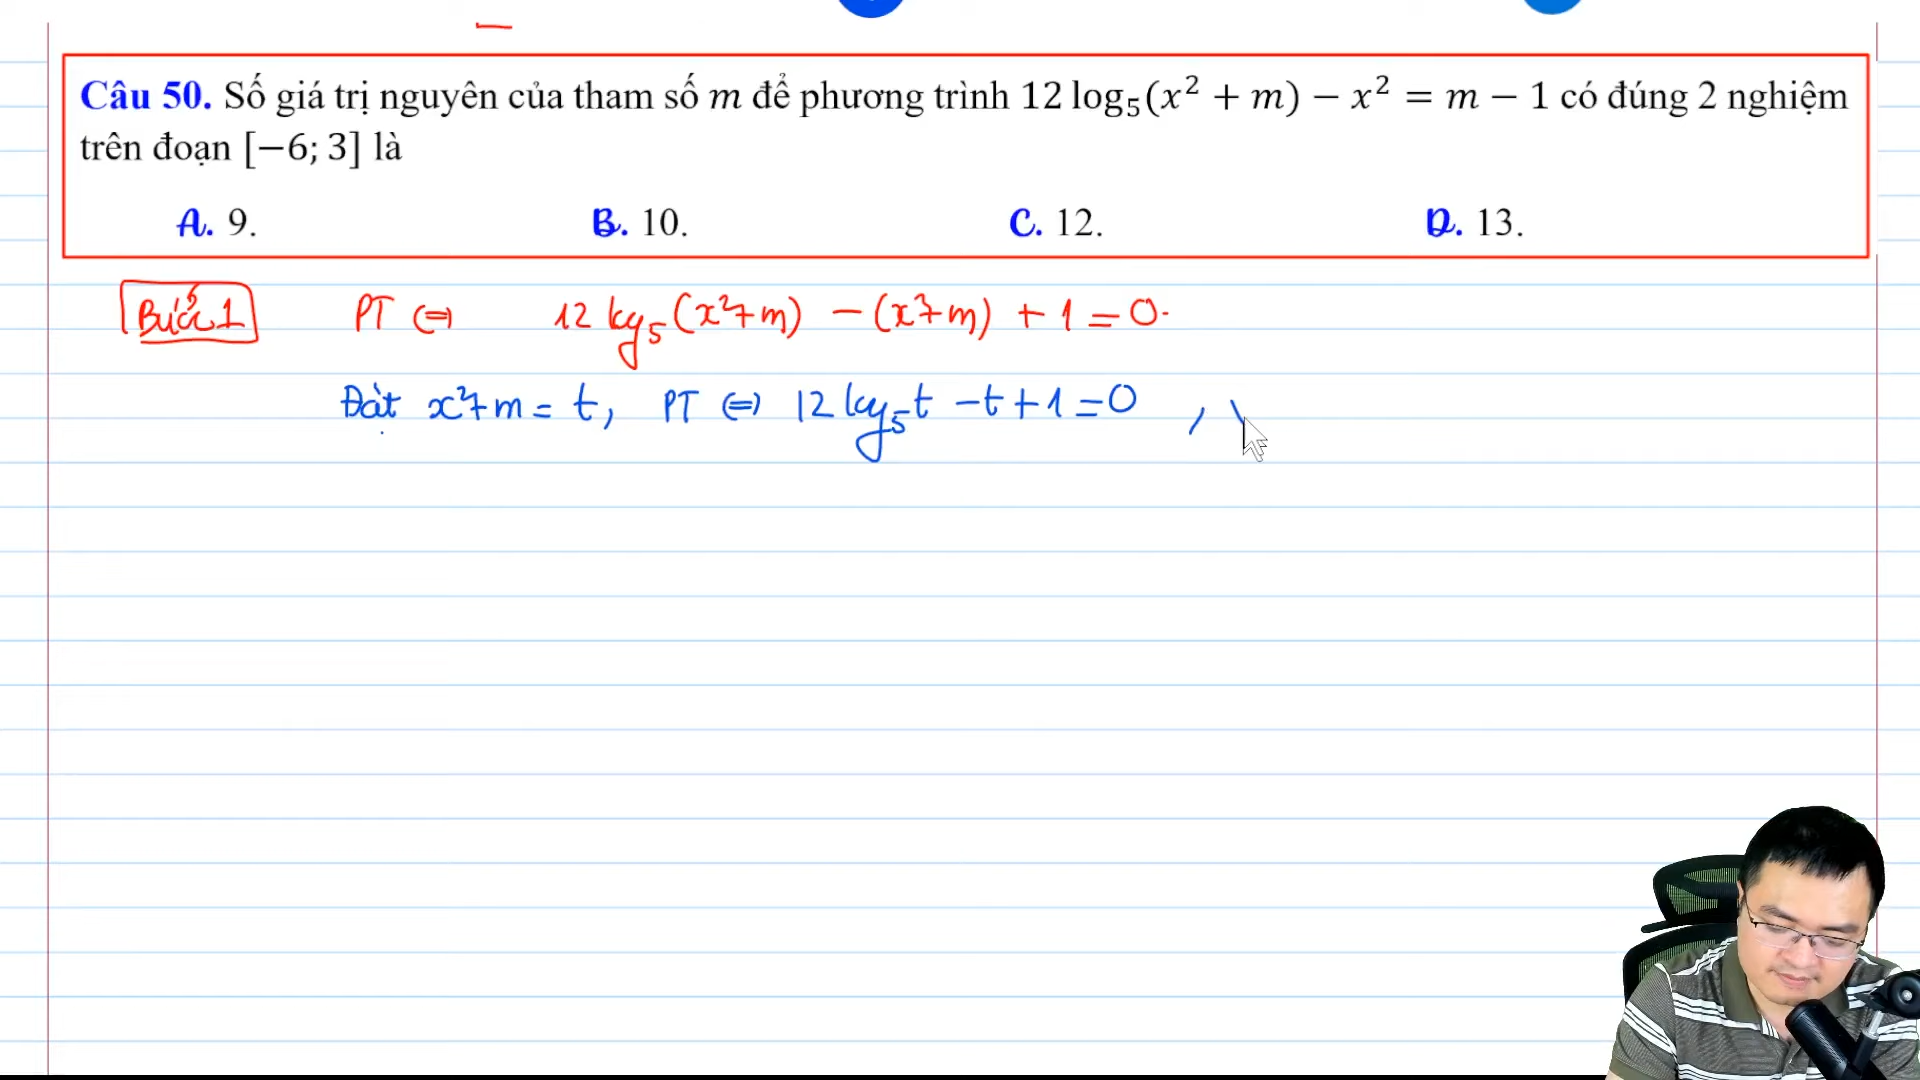 Câu 50. Số giá trị nguyên của tham số m để phương trình 12 log₅(x² + m) − x² = m − 1 có đúng 2 nghiệm
trên đoạn [−6; 3] là
A. 9. B. 10. C. 12. D. 13.
Bước 1 PT ⇔ 12 log₅(x²+m) − (x²+m) + 1 = 0.
Đặt x²+m = t, PT ⇔ 12 log₅t − t + 1 = 0 ,